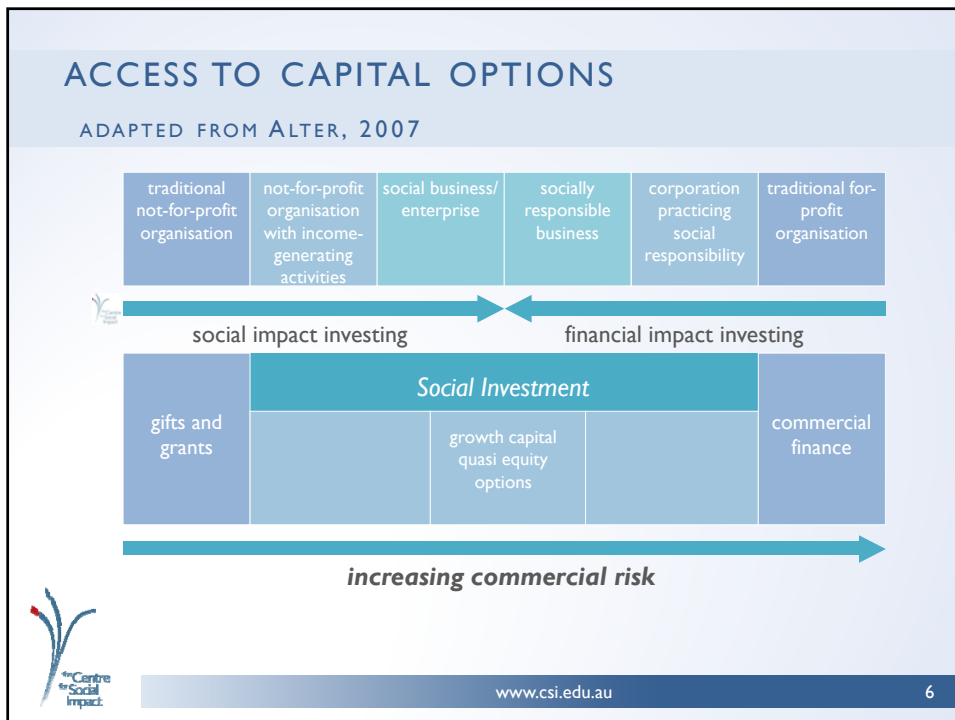 ACCESS TO CAPITAL OPTIONS
ADAPTED FROM ALTER, 2007
traditional
not-for-profit
organisation
not-for-profit
organisation
with income-
generating
activities
social business/
enterprise
socially
responsible
business
corporation
practicing
social
responsibility
traditional for-
profit
organisation
social impact investing
financial impact investing
gifts and
grants
Social Investment
growth capital
quasi equity
options
commercial
finance
increasing commercial risk
the Centre
for Social
Impact
www.csi.edu.au
6